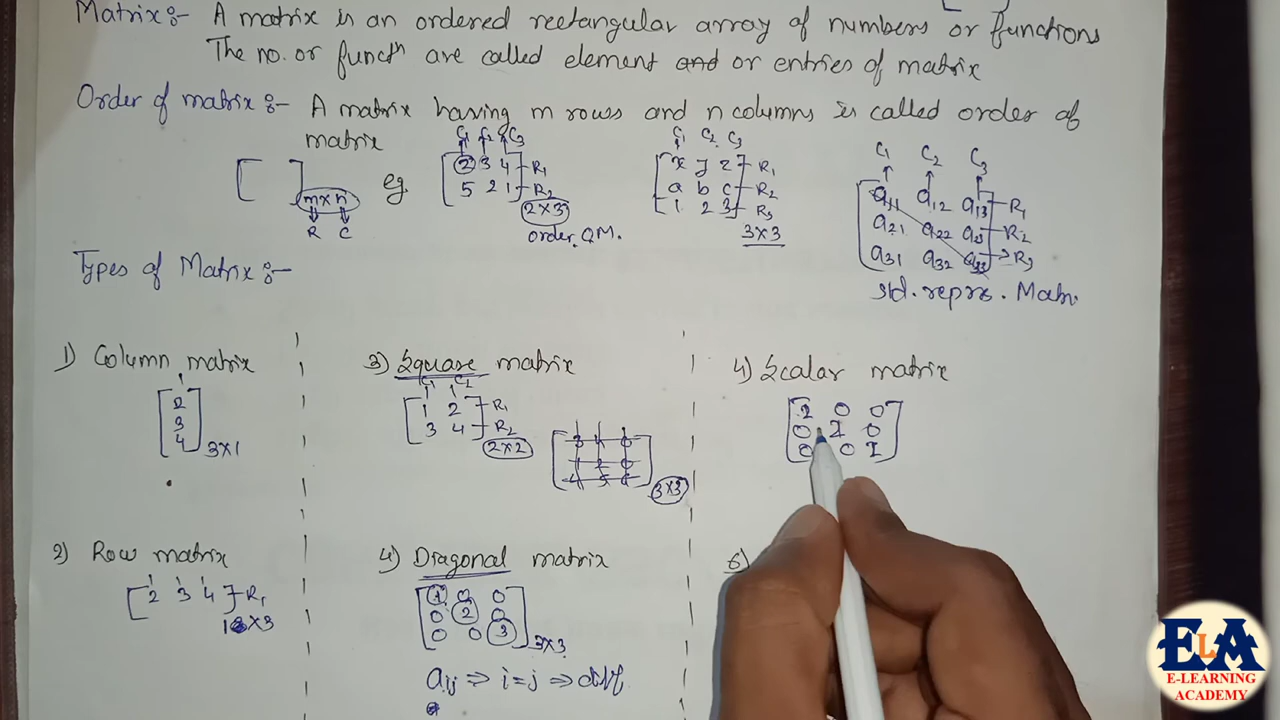 Matrix :- A matrix is an ordered rectangular array of numbers or functions
The no. or functn are called element and or entries of matrix
Order of matrix :- A matrix having m rows and n columns is called order of
matrix
[ ] m×n
R C
eg.
C1 C2 C3
[2 3 4] R1
5 2 1 R2
2×3
order. O.M.
C1 C2 C3
x y z R1
a b c R2
1 2 3 R3
3×3
C1 C2 C3
a11 a12 a13 R1
a21 a22 a23 R2
a31 a32 a33 R3
std. reprs. Matr.
Types of Matrix :-
1) Column matrix
1
2
3
4
3×1
2) Row matrix
1 1 1
[2 3 4] R1
×3
3) Square matrix
C1 C2
1 2 R1
3 4 R2
2×2
3×3
4) Diagonal matrix
1 0 0
0 2 0
0 0 3
3×3
aij ⇒ i=j ⇒ diff
4) Scalar matrix
2 0 0
0 2 0
0 0 2
5)
ELA
E-LEARNING
ACADEMY